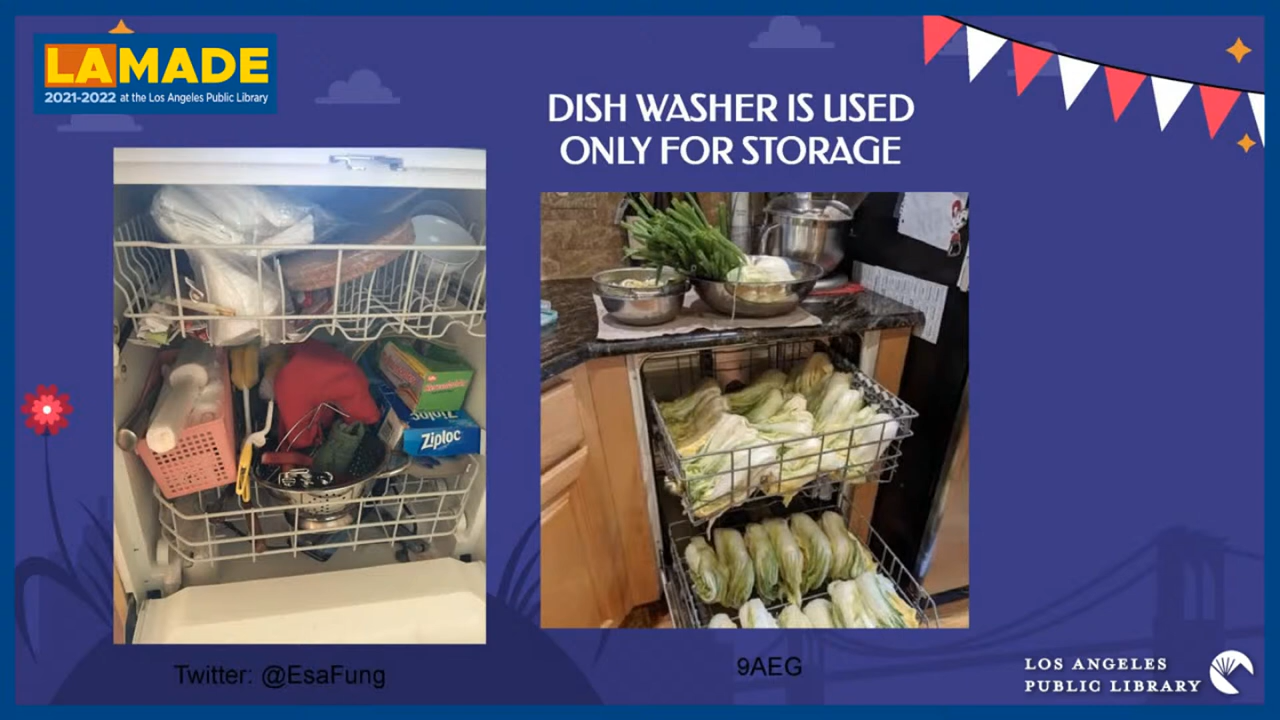 LA MADE
2021-2022 at the Los Angeles Public Library
DISH WASHER IS USED
ONLY FOR STORAGE
Ziploc
Ziploc
Twitter: @EsaFung
9AEG
LOS ANGELES
PUBLIC LIBRARY